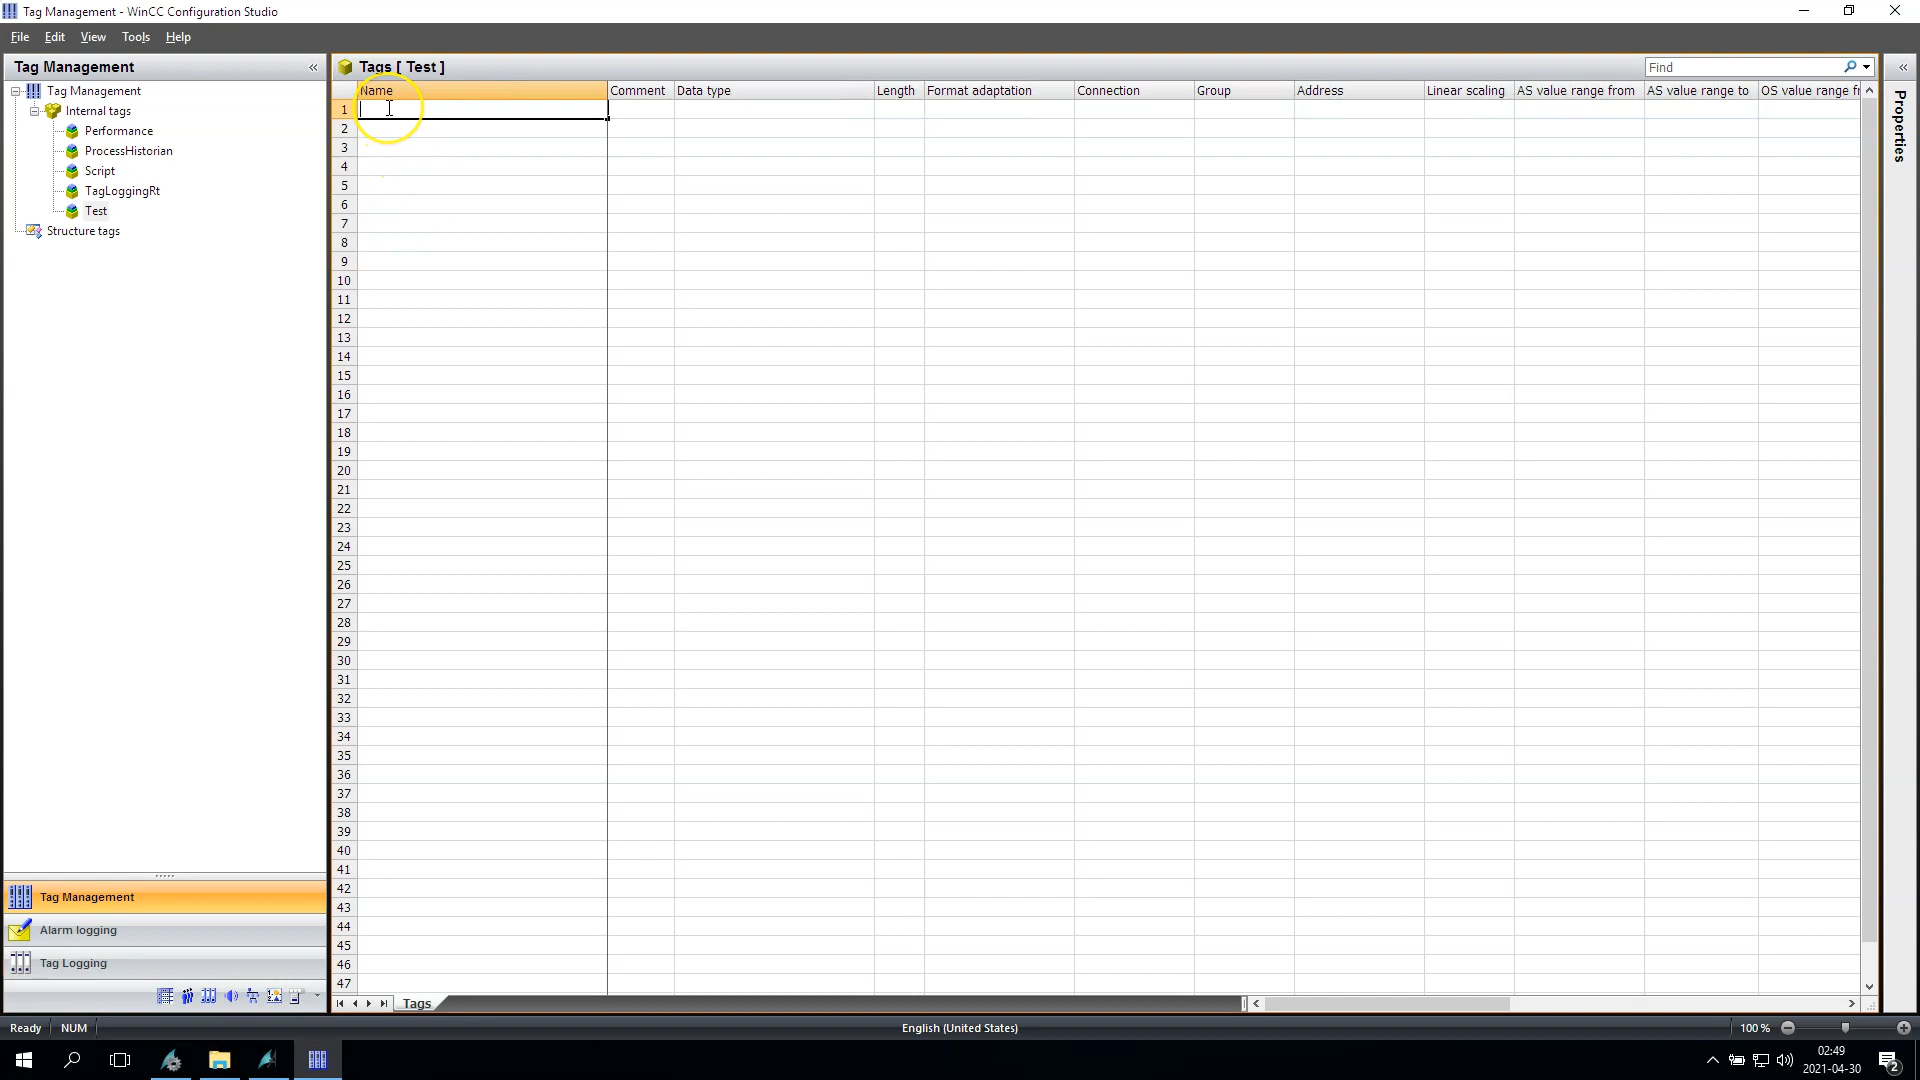 Tag Management - WinCC Configuration Studio
File Edit View Tools Help
Tag Management «
Tags [ Test ]
Find
«
Properties
Tag Management
Internal tags
Performance
ProcessHistorian
Script
TagLoggingRt
Test
Structure tags
Name Comment Data type Length Format adaptation Connection Group Address Linear scaling AS value range from AS value range to OS value range fr
1
2
3
4
5
6
7
8
9
10
11
12
13
14
15
16
17
18
19
20
21
22
23
24
25
26
27
28
29
30
31
32
33
34
35
36
37
38
39
40
41
42
43
44
45
46
47
Tag Management
Alarm logging
Tag Logging
Tags
Ready NUM English (United States) 100 %
02:49
2021-04-30
2